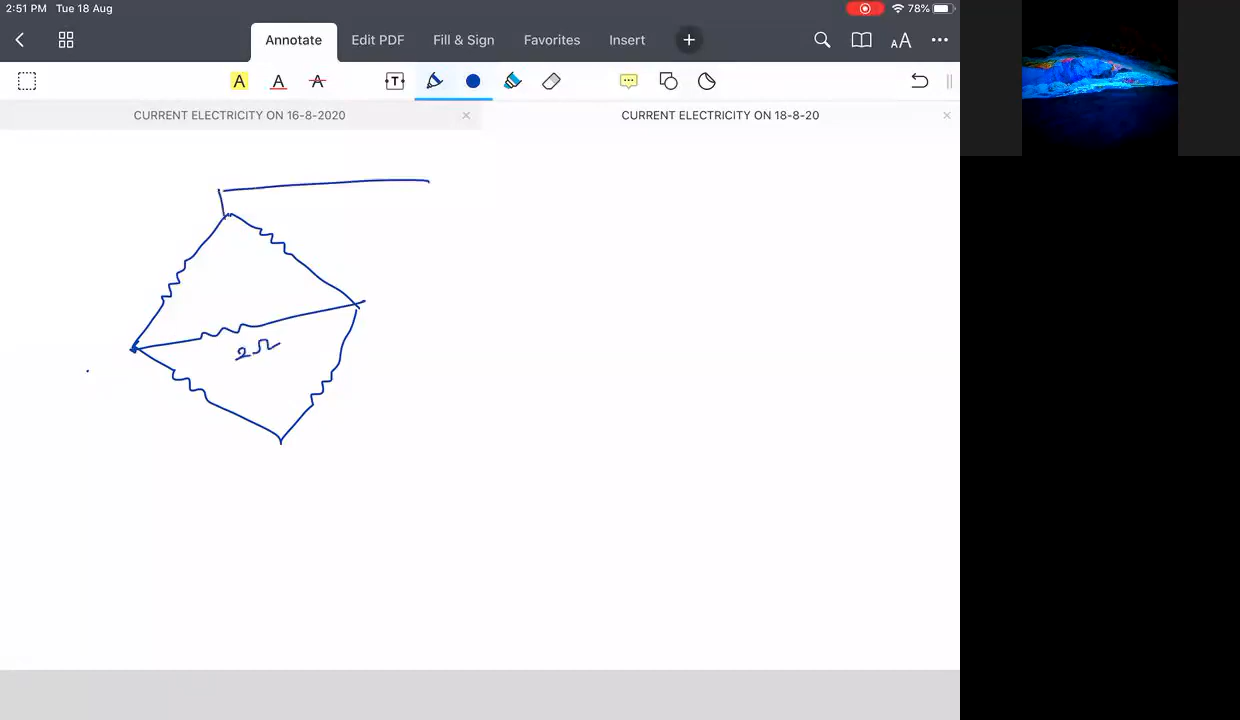 2:51 PM Tue 18 Aug
78%
Annotate
Edit PDF
Fill & Sign
Favorites
Insert
AA
A A A
T
CURRENT ELECTRICITY ON 16-8-2020
CURRENT ELECTRICITY ON 18-8-20
2Ω